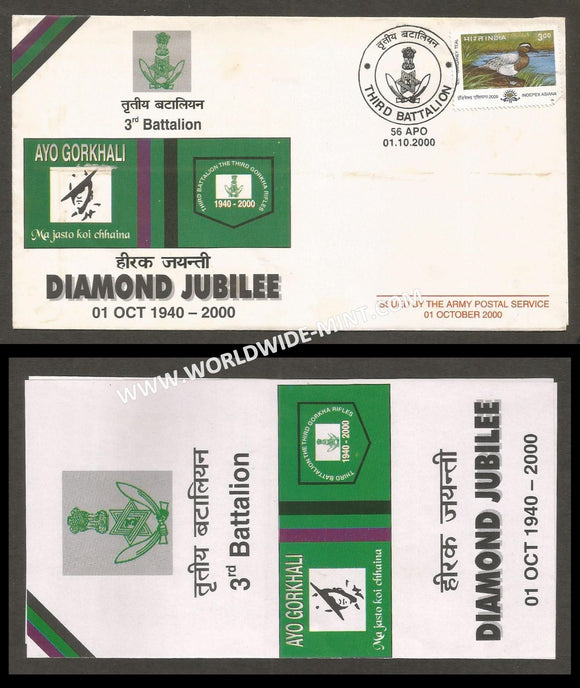 तृतीय बटालियन
3rd Battalion
AYO GORKHALI
Ma jasto koi chhaina
THIRD BATTALION THE THIRD GORKHA RIFLES
1940 - 2000
हीरक जयन्ती
DIAMOND JUBILEE
01 OCT 1940 – 2000
तृतीय बटालियन
THIRD BATTALION
56 APO
01.10.2000
भारत INDIA
3.00
INDEPEX ASIANA
ISSUED BY THE ARMY POSTAL SERVICE
01 OCTOBER 2000
© WWW.WORLDWIDE-MINT.COM
तृतीय बटालियन
3rd Battalion
AYO GORKHALI
Ma jasto koi chhaina
THIRD BATTALION THE THIRD GORKHA RIFLES
1940 - 2000
हीरक जयन्ती
DIAMOND JUBILEE
01 OCT 1940 – 2000